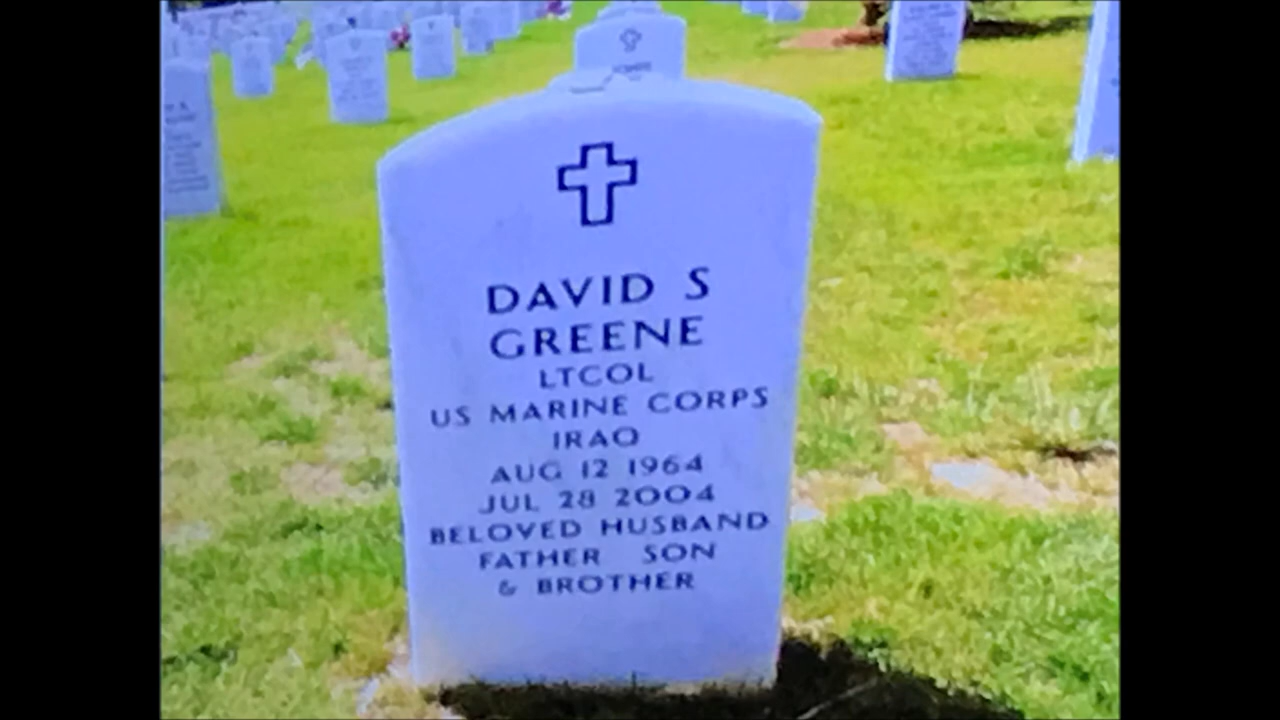 DAVID S
GREENE
LTCOL
US MARINE CORPS
IRAQ
AUG 12 1964
JUL 28 2004
BELOVED HUSBAND
FATHER SON
& BROTHER